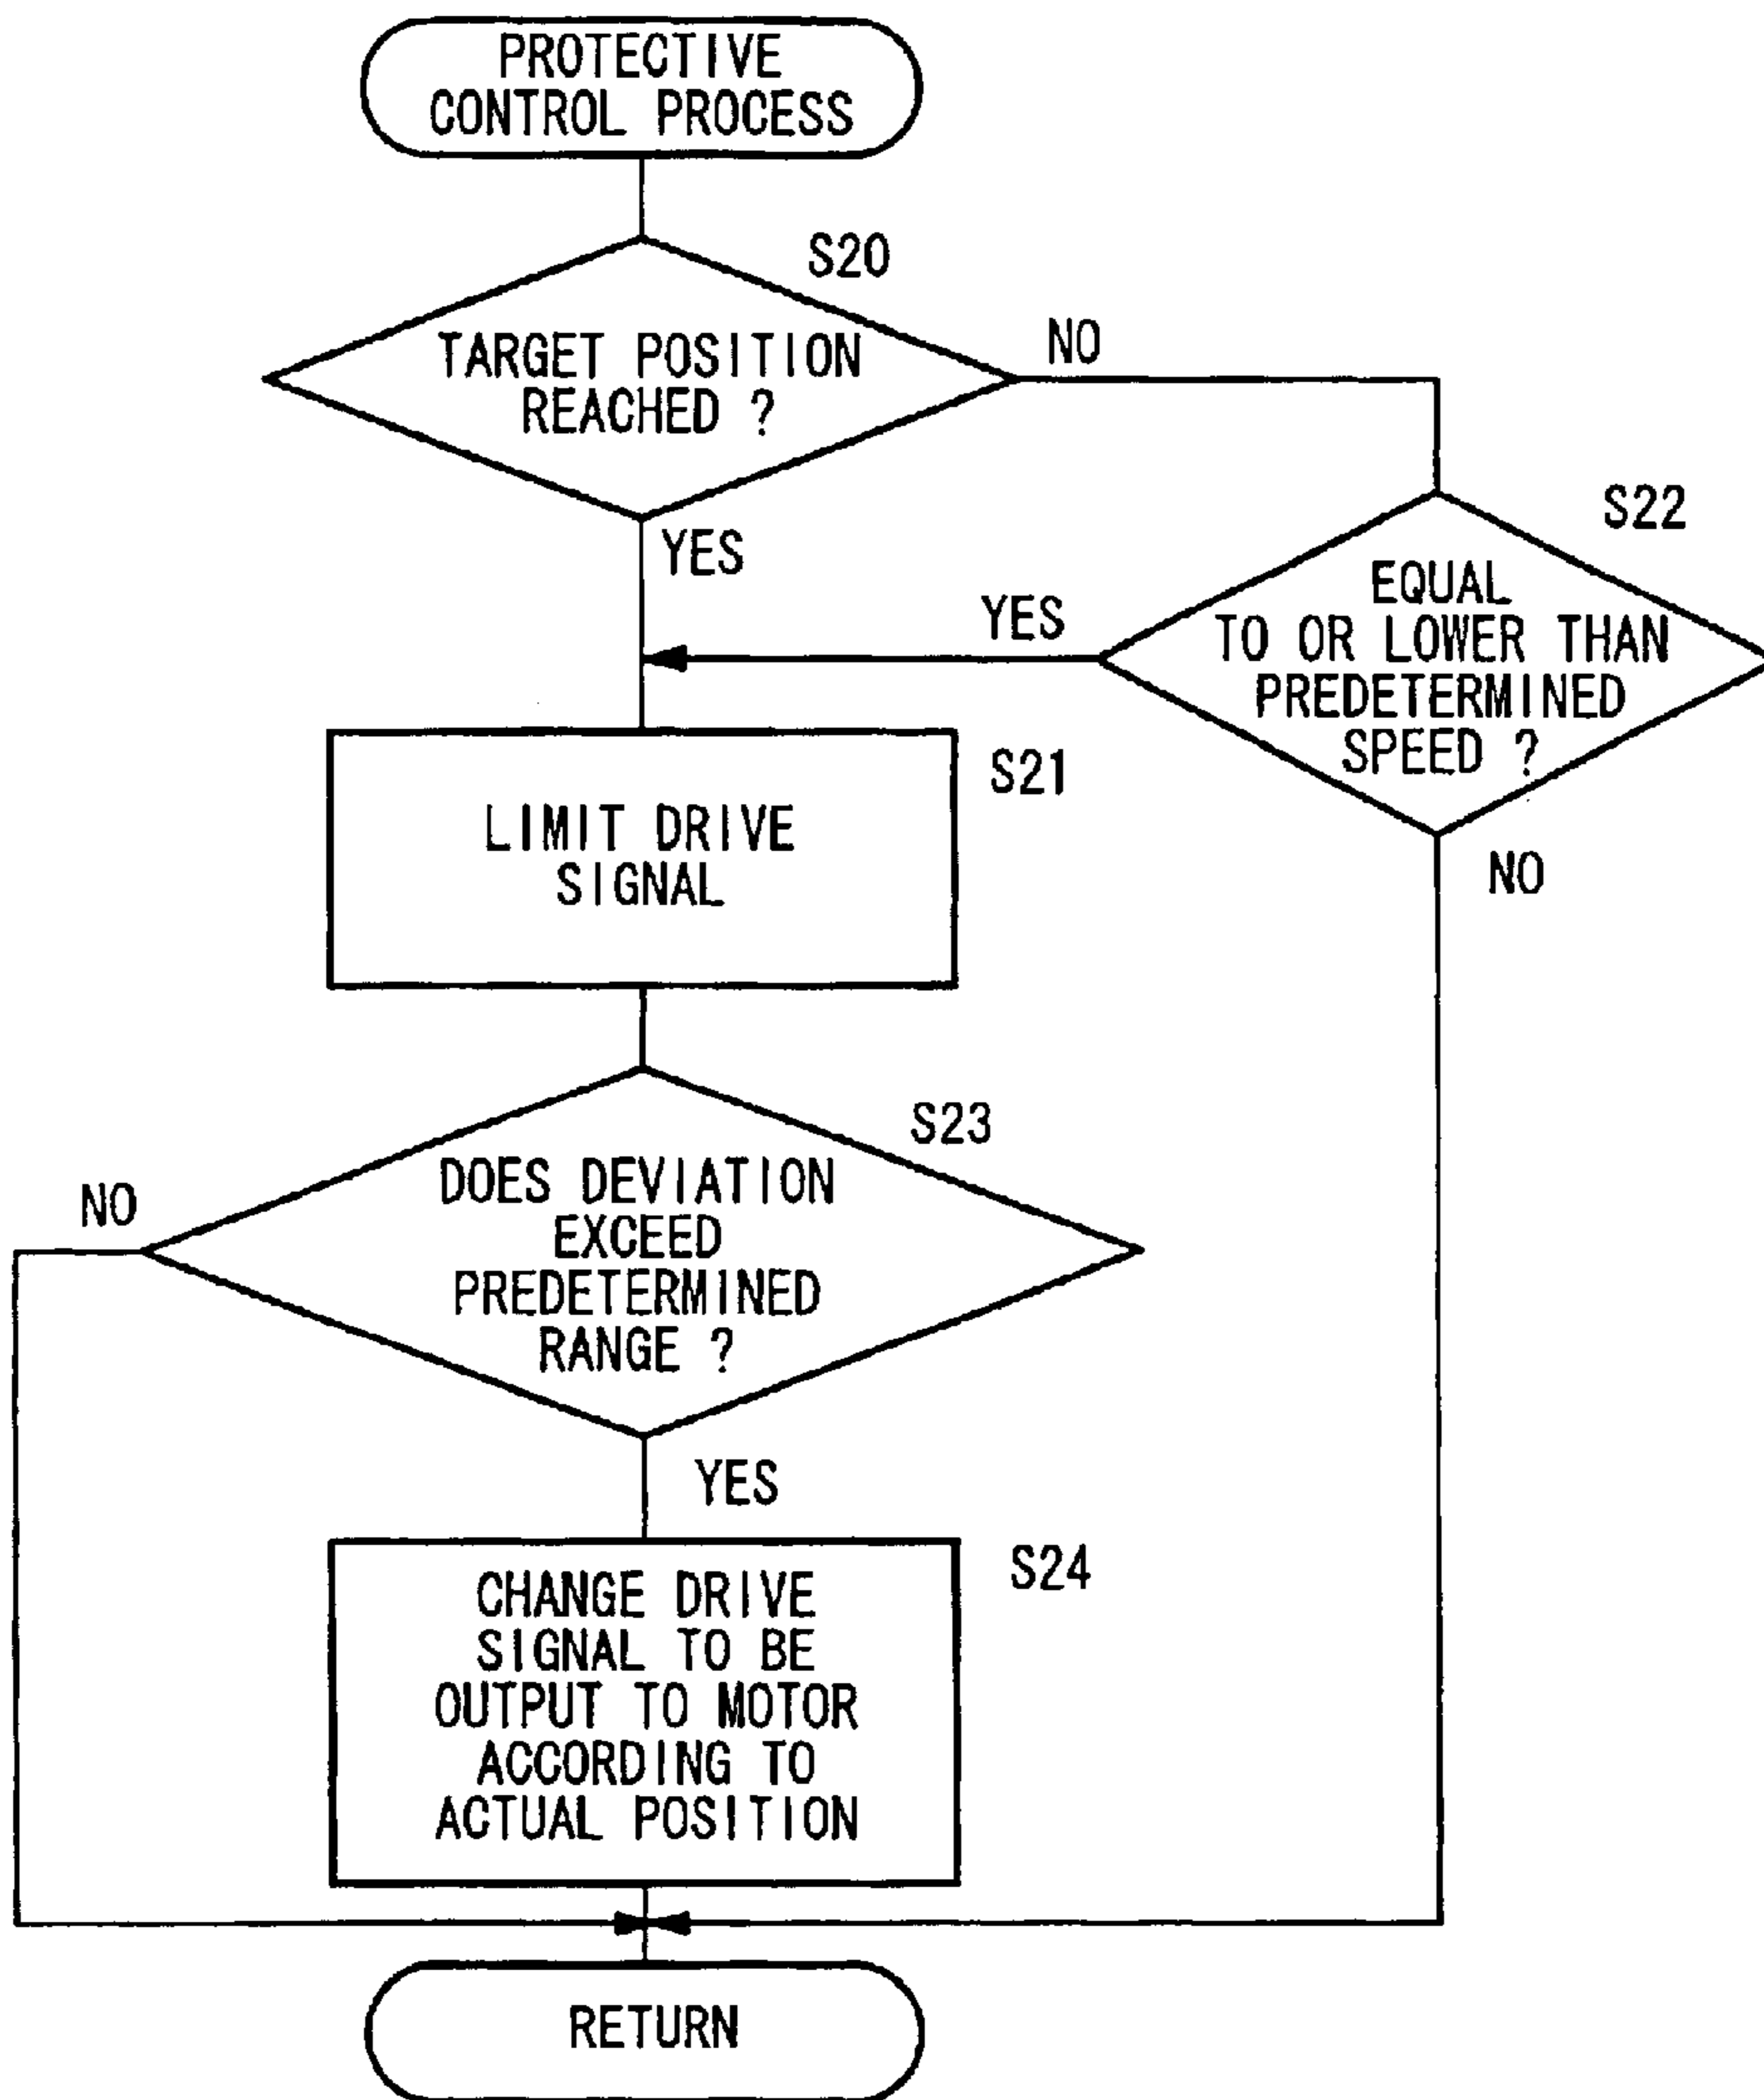 PROTECTIVE
CONTROL PROCESS
S20
TARGET POSITION
REACHED ?
NO
YES
S22
EQUAL
TO OR LOWER THAN
PREDETERMINED
SPEED ?
YES
NO
S21
LIMIT DRIVE
SIGNAL
S23
DOES DEVIATION
EXCEED
PREDETERMINED
RANGE ?
NO
YES
S24
CHANGE DRIVE
SIGNAL TO BE
OUTPUT TO MOTOR
ACCORDING TO
ACTUAL POSITION
RETURN